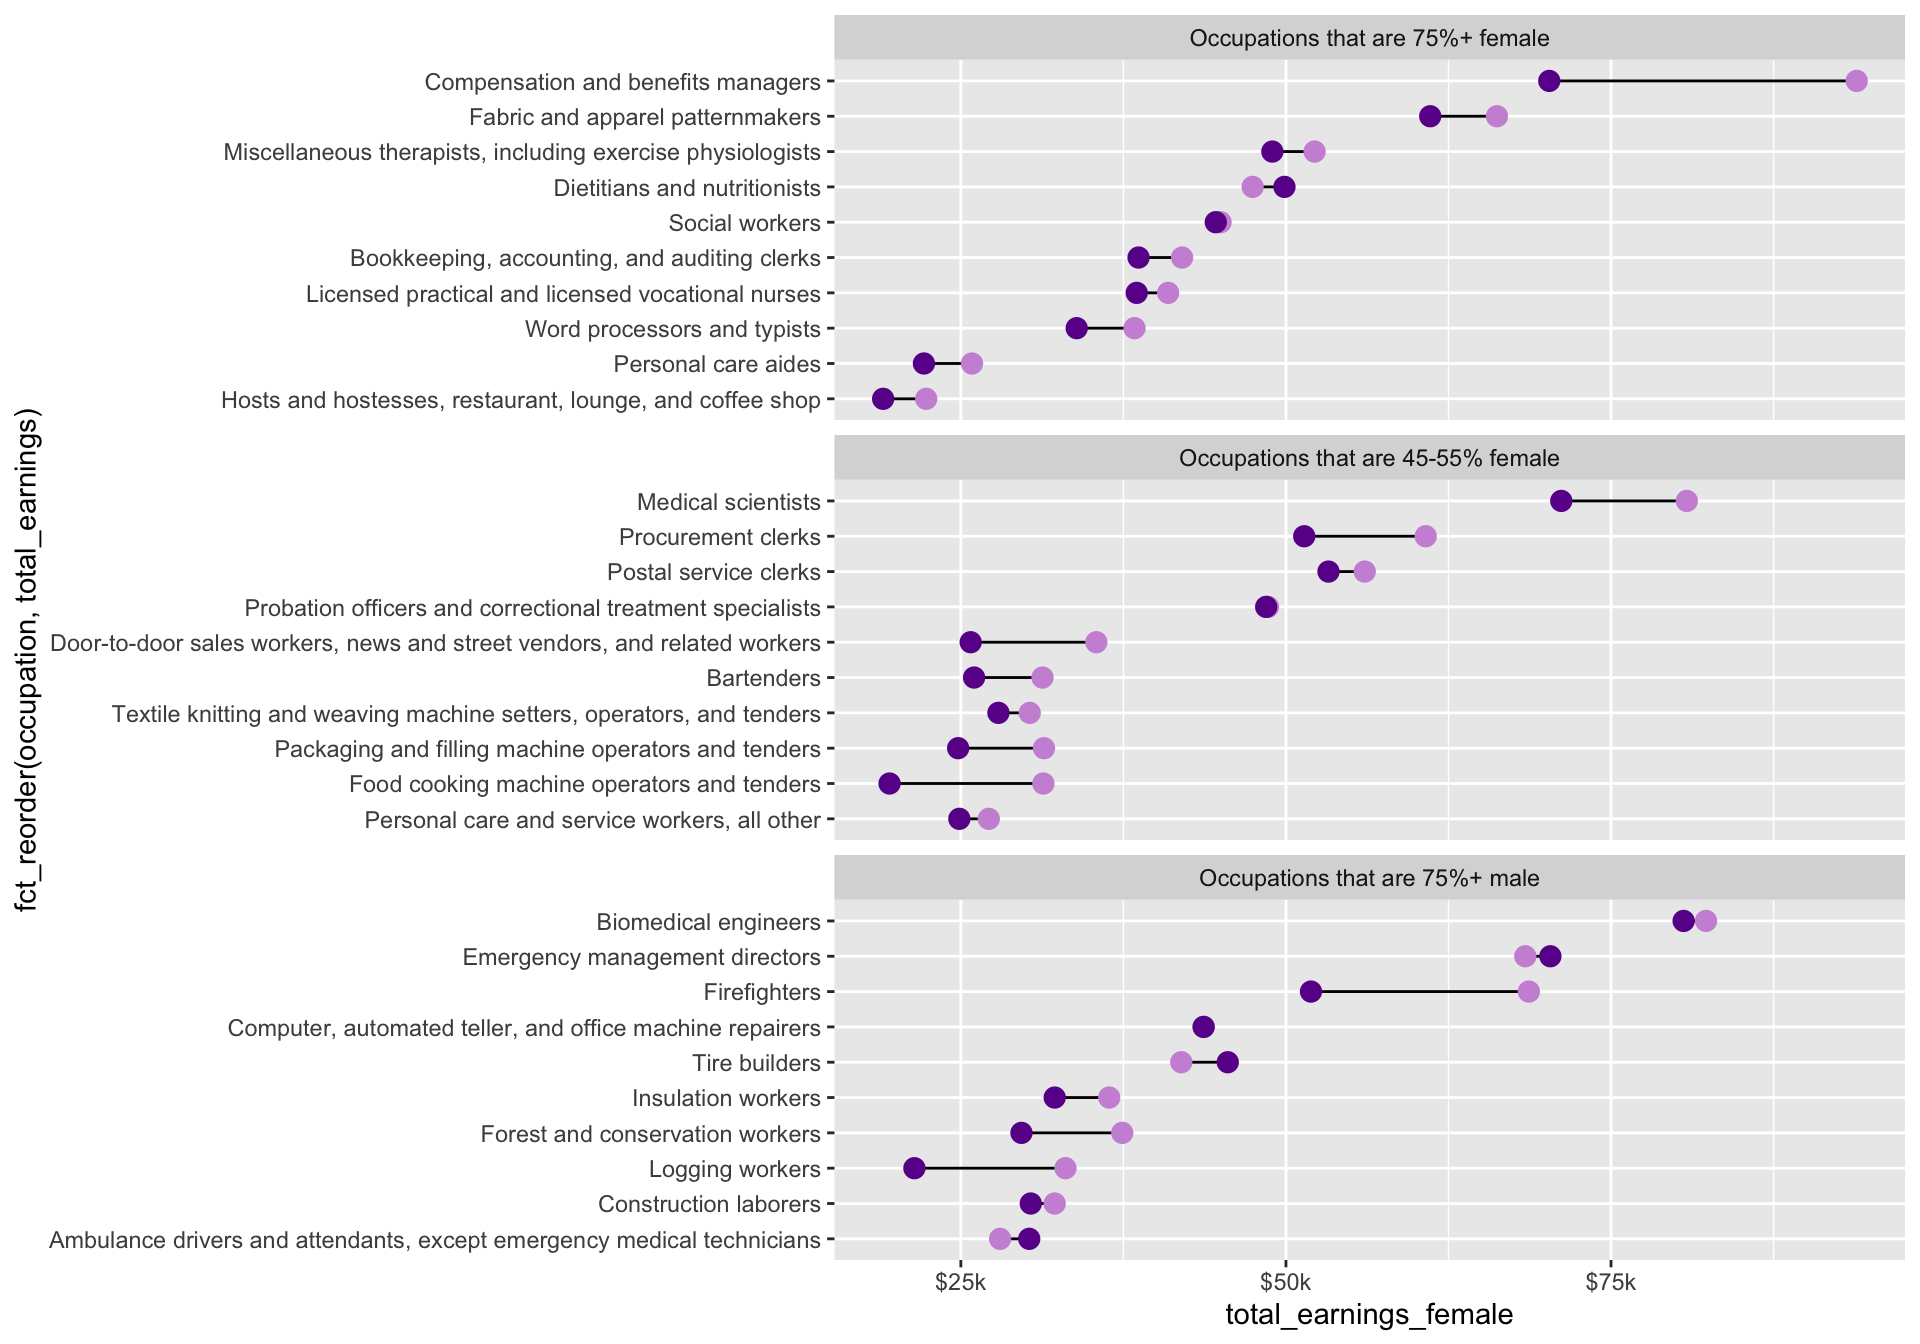 Occupations that are 75%+ female
Compensation and benefits managers
Fabric and apparel patternmakers
Miscellaneous therapists, including exercise physiologists
Dietitians and nutritionists
Social workers
Bookkeeping, accounting, and auditing clerks
Licensed practical and licensed vocational nurses
Word processors and typists
Personal care aides
Hosts and hostesses, restaurant, lounge, and coffee shop
Occupations that are 45-55% female
Medical scientists
Procurement clerks
Postal service clerks
Probation officers and correctional treatment specialists
Door-to-door sales workers, news and street vendors, and related workers
Bartenders
Textile knitting and weaving machine setters, operators, and tenders
Packaging and filling machine operators and tenders
Food cooking machine operators and tenders
Personal care and service workers, all other
Occupations that are 75%+ male
Biomedical engineers
Emergency management directors
Firefighters
Computer, automated teller, and office machine repairers
Tire builders
Insulation workers
Forest and conservation workers
Logging workers
Construction laborers
Ambulance drivers and attendants, except emergency medical technicians
$25k $50k $75k
total_earnings_female
fct_reorder(occupation, total_earnings)